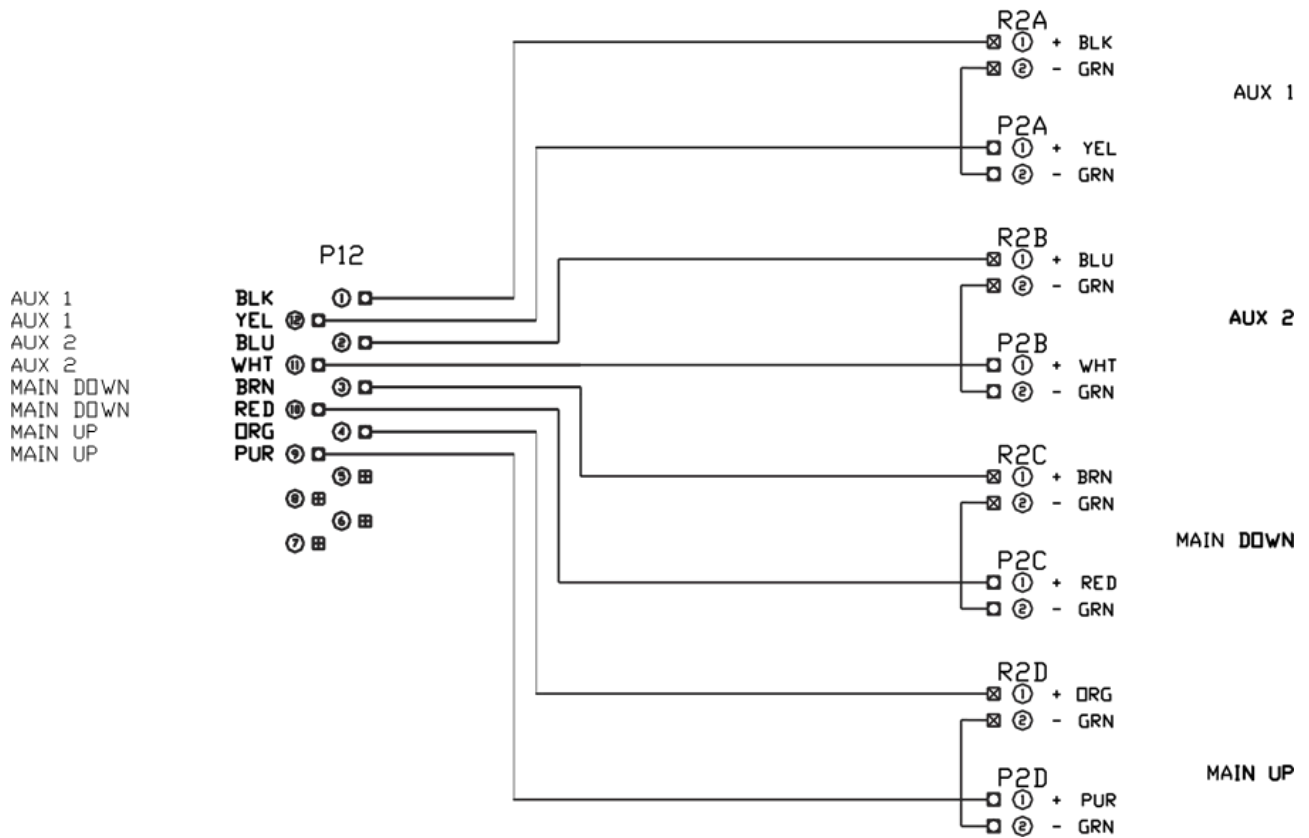 R2A
① + BLK
② - GRN
AUX 1
P2A
① + YEL
② - GRN
R2B
① + BLU
② - GRN
AUX 2
P2B
① + WHT
② - GRN
R2C
① + BRN
② - GRN
MAIN DOWN
P2C
① + RED
② - GRN
R2D
① + ORG
② - GRN
MAIN UP
P2D
① + PUR
② - GRN
P12
AUX 1 BLK ①
AUX 1 YEL ⑫
AUX 2 BLU ②
AUX 2 WHT ⑪
MAIN DOWN BRN ③
MAIN DOWN RED ⑩
MAIN UP ORG ④
MAIN UP PUR ⑨
⑤
⑧
⑥
⑦